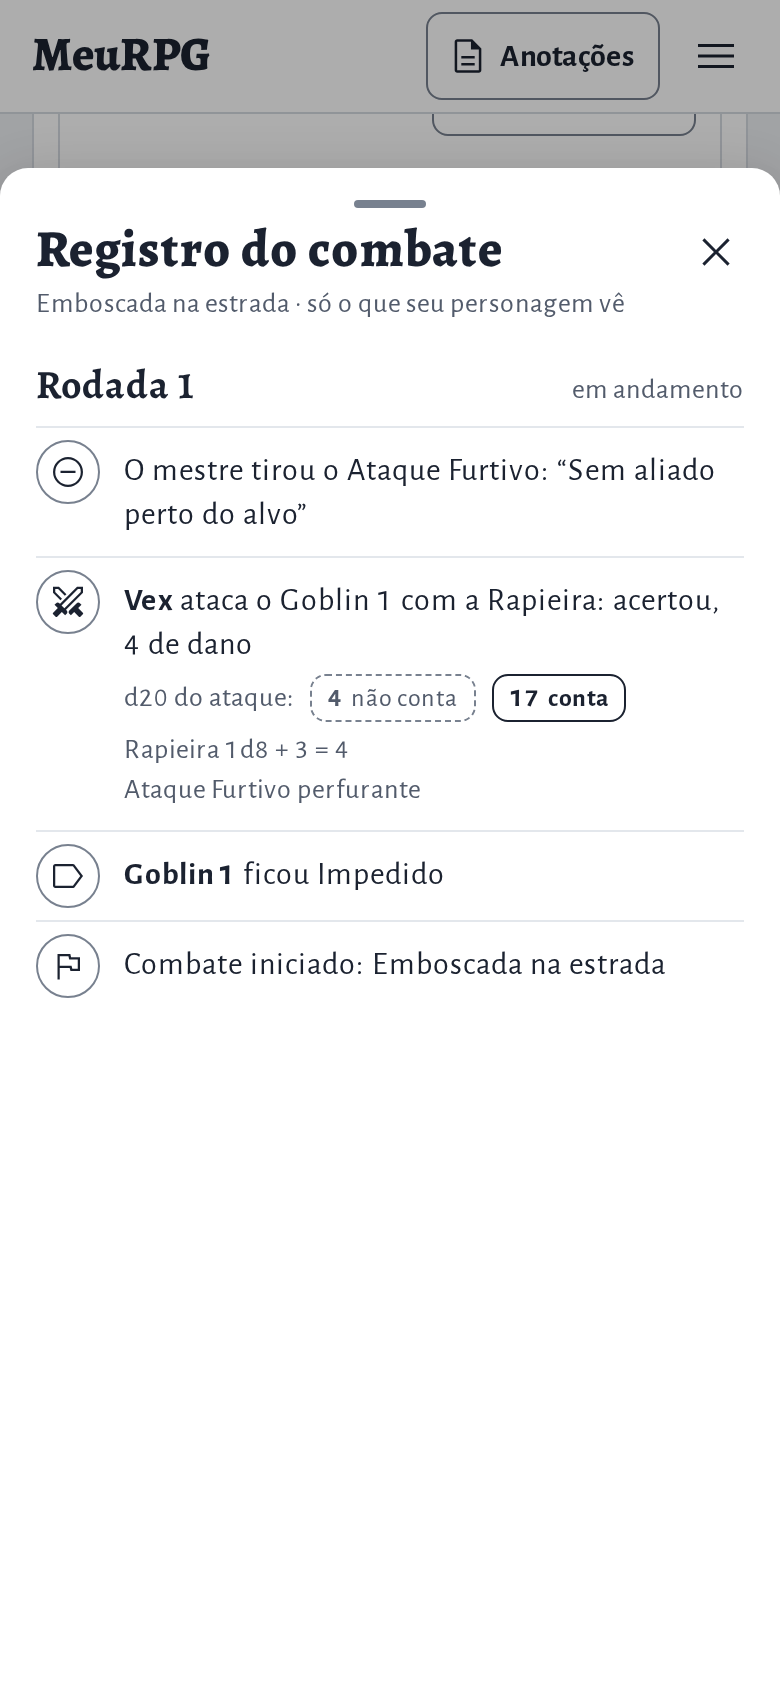 MeuRPG
Anotações
Registro do combate
Emboscada na estrada · só o que seu personagem vê
Rodada 1
em andamento
O mestre tirou o Ataque Furtivo: “Sem aliado
perto do alvo”
Vex ataca o Goblin 1 com a Rapieira: acertou,
4 de dano
d20 do ataque: 4 não conta 17 conta
Rapieira 1d8 + 3 = 4
Ataque Furtivo perfurante
Goblin 1 ficou Impedido
Combate iniciado: Emboscada na estrada